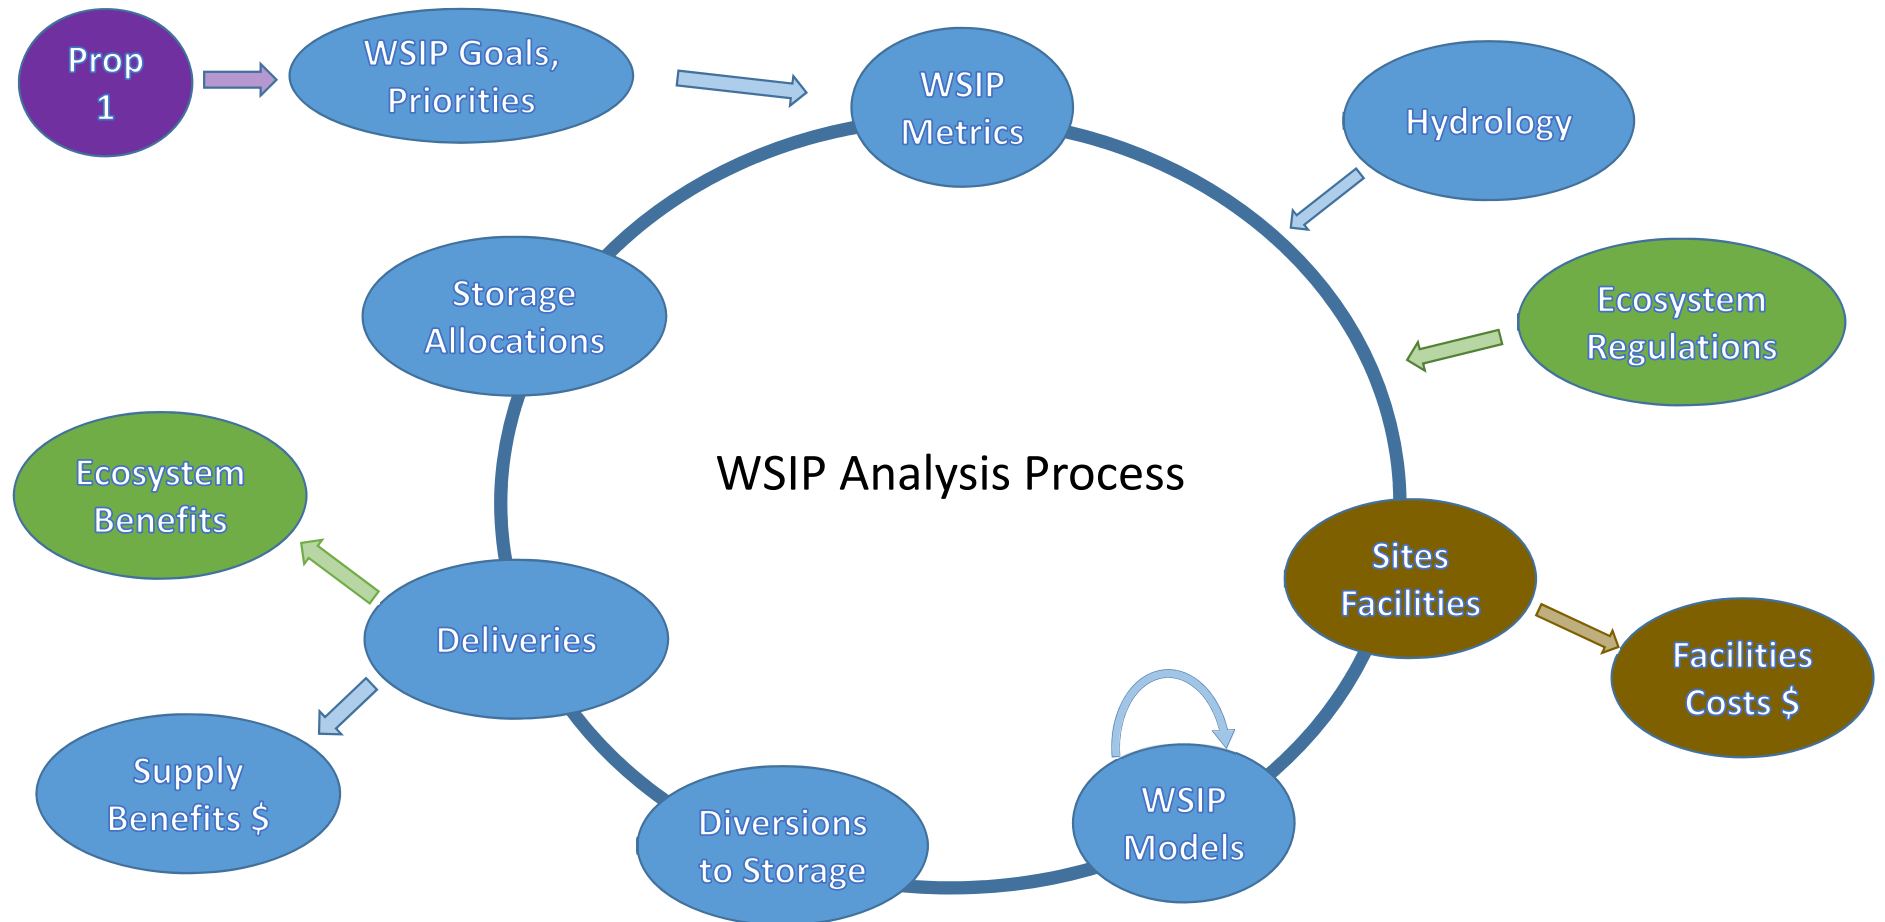 Prop
1
WSIP Goals,
Priorities
WSIP
Metrics
Hydrology
Ecosystem
Regulations
Storage
Allocations
WSIP Analysis Process
Ecosystem
Benefits
Sites
Facilities
Deliveries
Facilities
Costs $
Supply
Benefits $
Diversions
to Storage
WSIP
Models